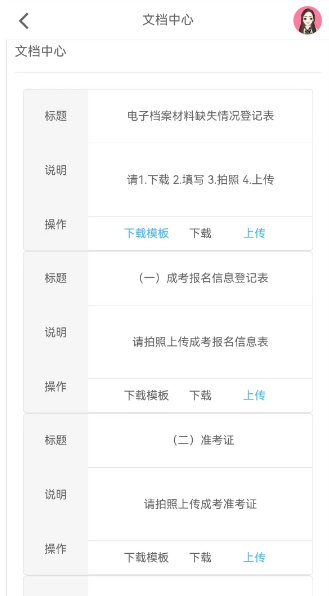 文档中心
文档中心
标题 电子档案材料缺失情况登记表
说明 请1.下载 2.填写 3.拍照 4.上传
操作 下载模板 下载 上传
标题 （一）成考报名信息登记表
说明 请拍照上传成考报名信息表
操作 下载模板 下载 上传
标题 （二）准考证
说明 请拍照上传成考准考证
操作 下载模板 下载 上传